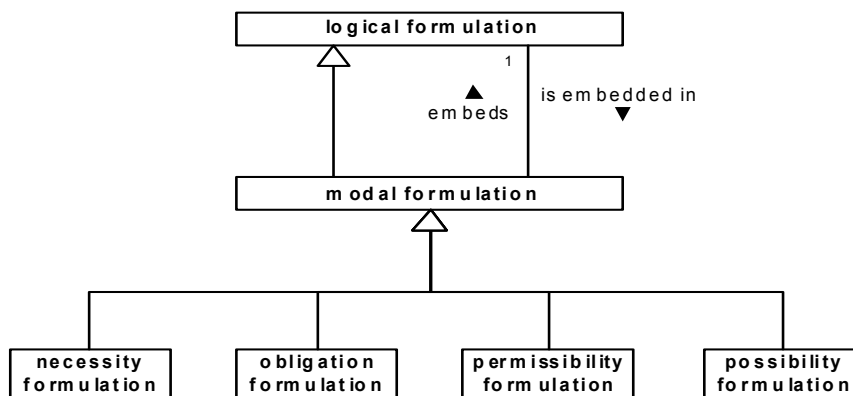 logical formulation
1
is embedded in
▲
embeds
▼
modal formulation
necessity
formulation
obligation
formulation
permissibility
formulation
possibility
formulation